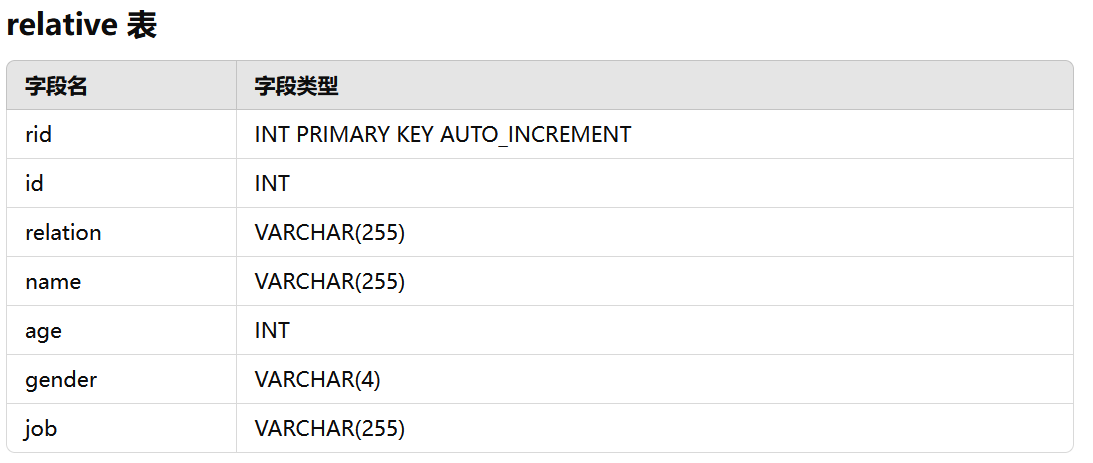 relative 表
字段名 字段类型
rid INT PRIMARY KEY AUTO_INCREMENT
id INT
relation VARCHAR(255)
name VARCHAR(255)
age INT
gender VARCHAR(4)
job VARCHAR(255)